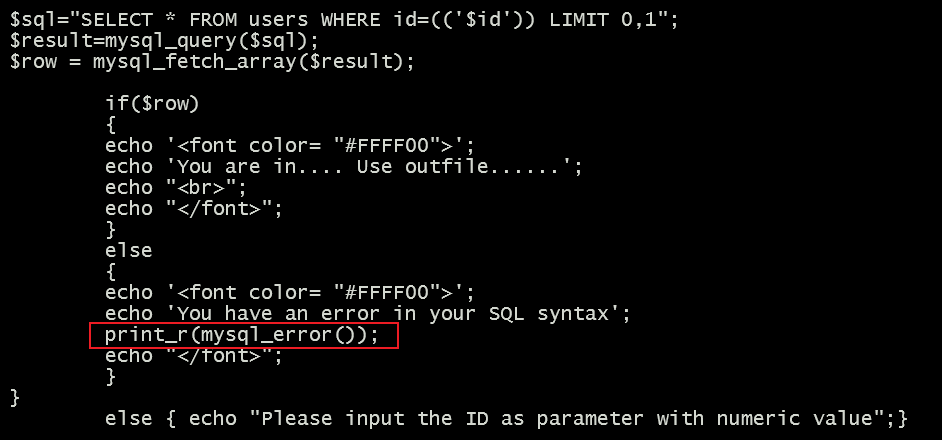 $sql="SELECT * FROM users WHERE id=(('$id')) LIMIT 0,1";
$result=mysql_query($sql);
$row = mysql_fetch_array($result);
if($row)
{
echo '<font color= "#FFFF00">';
echo 'You are in.... Use outfile......';
echo "<br>";
echo "</font>";
}
else
{
echo '<font color= "#FFFF00">';
echo 'You have an error in your SQL syntax';
print_r(mysql_error());
echo "</font>";
}
}
else { echo "Please input the ID as parameter with numeric value";}